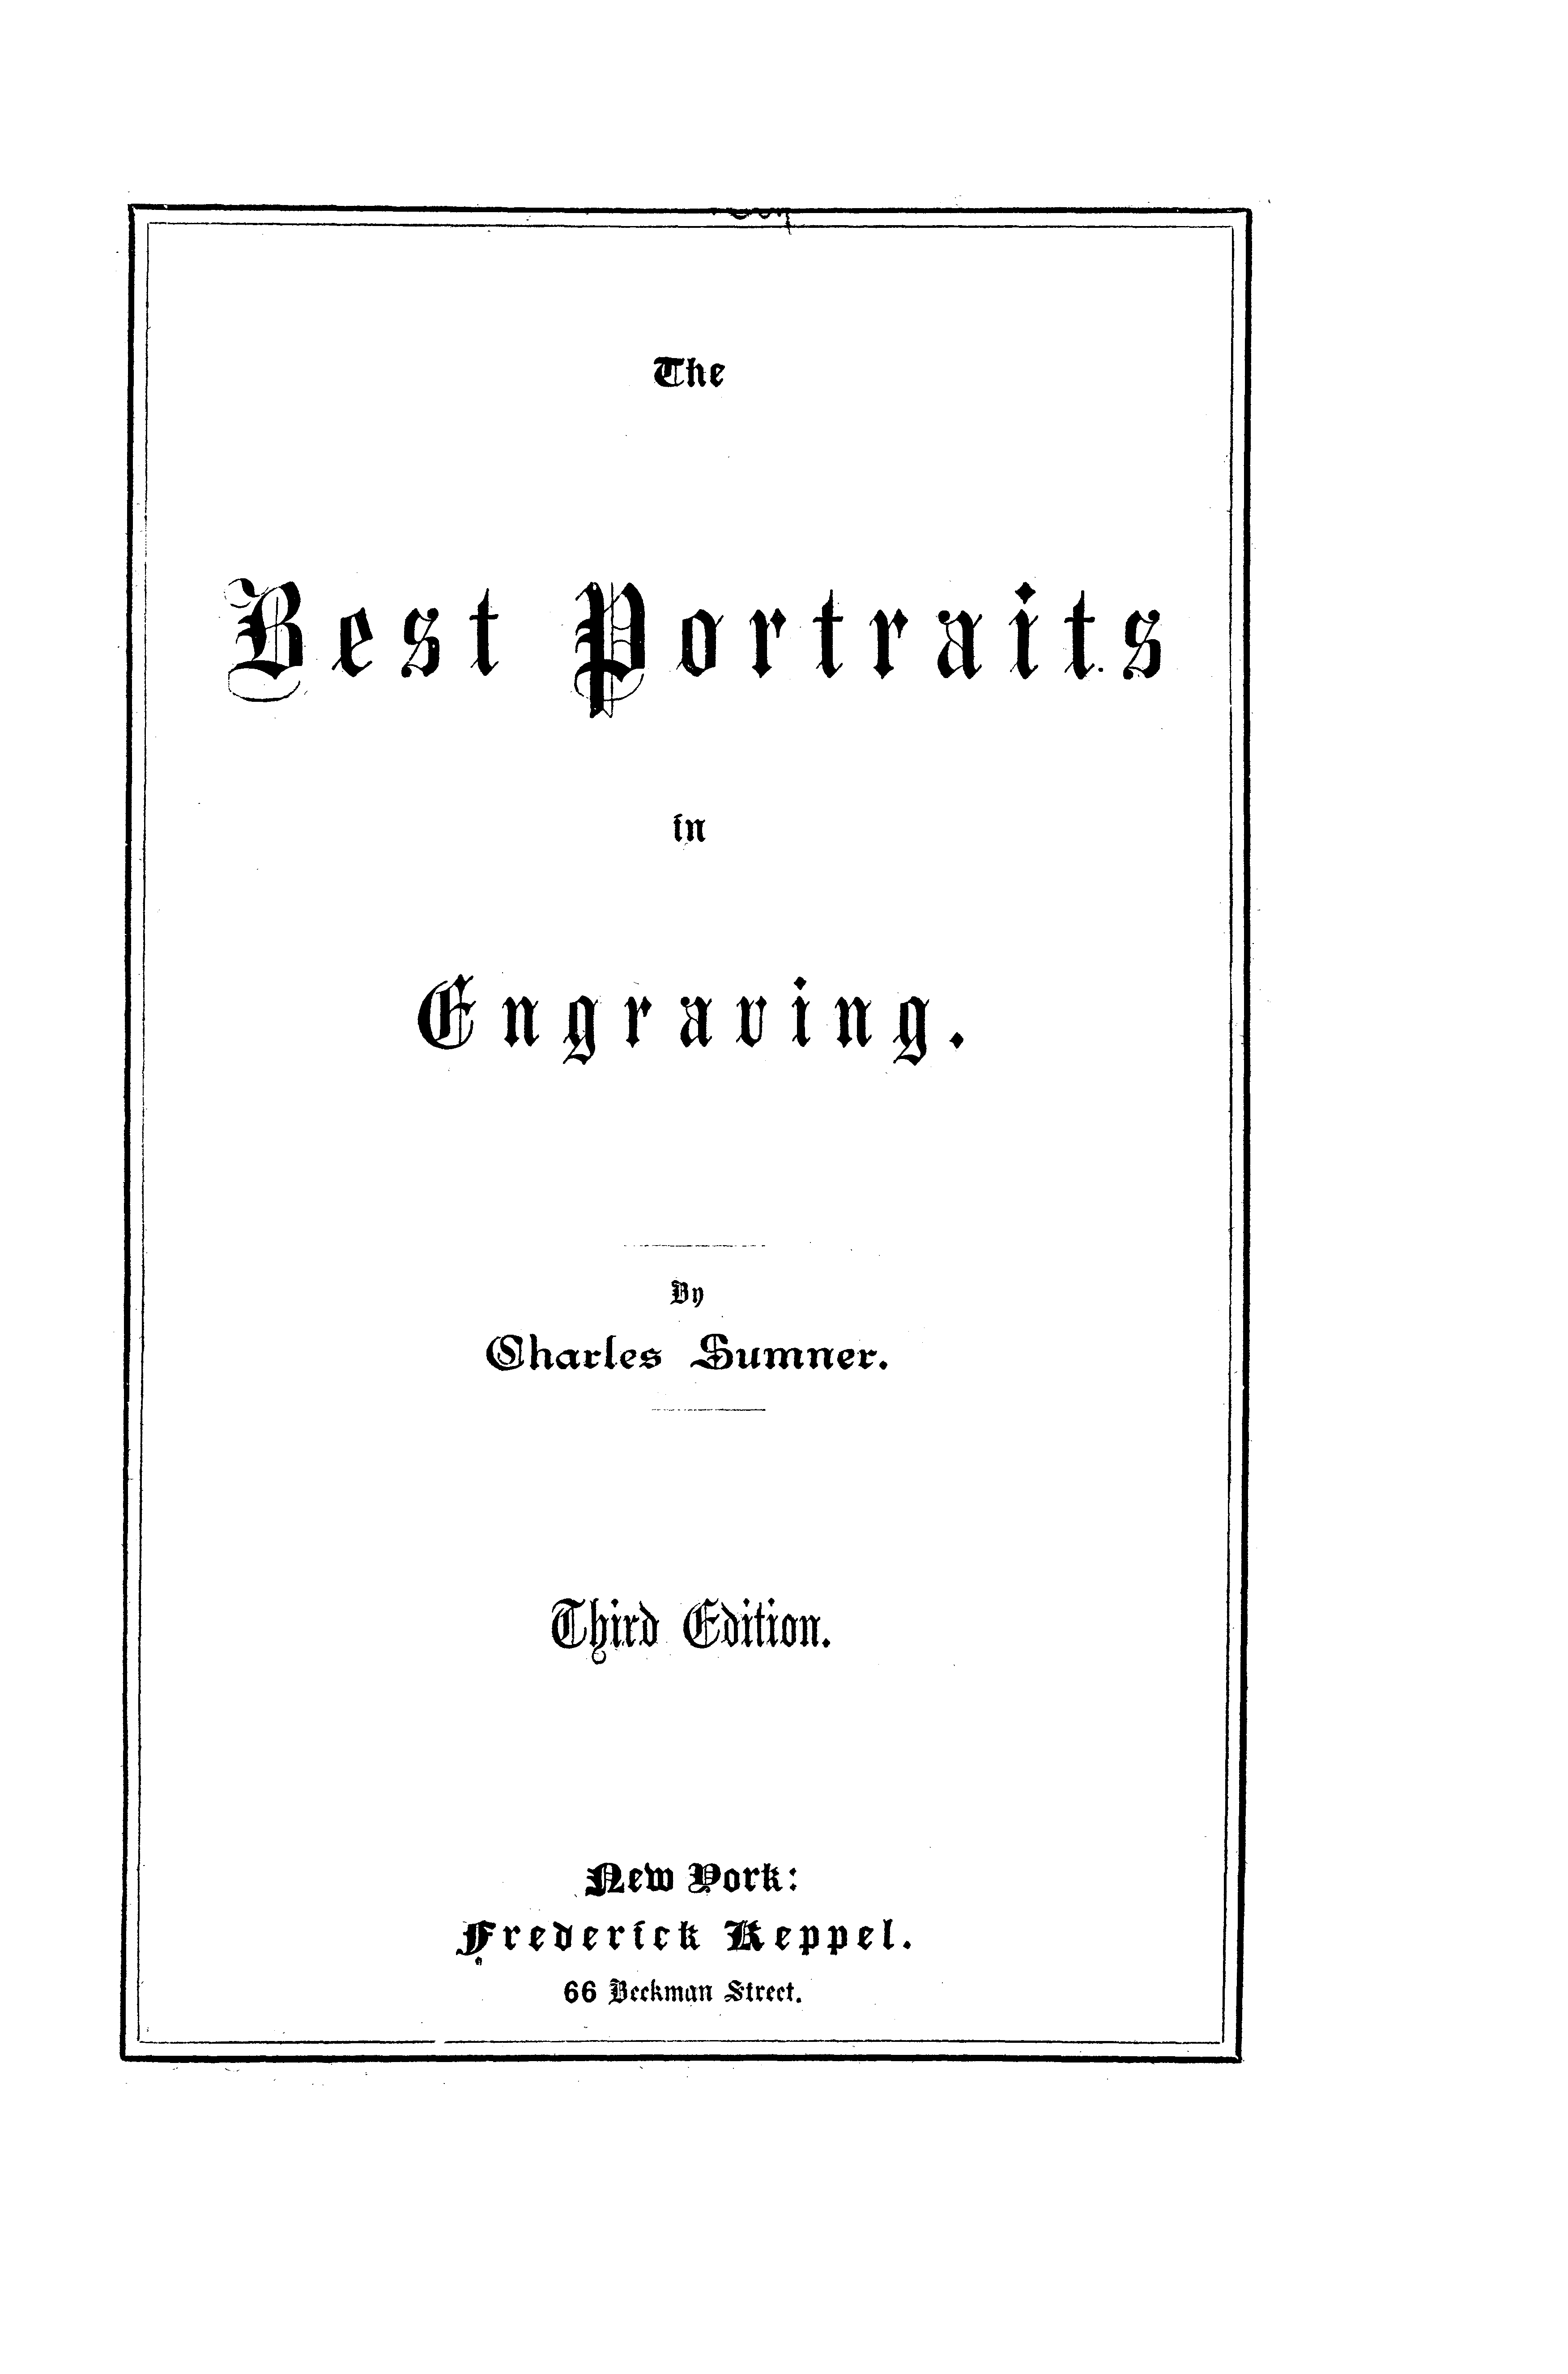 The
Best Portraits
in
Engraving.
By
Charles Sumner.
Third Edition.
New York:
Frederick Keppel.
66 Beekman Street.